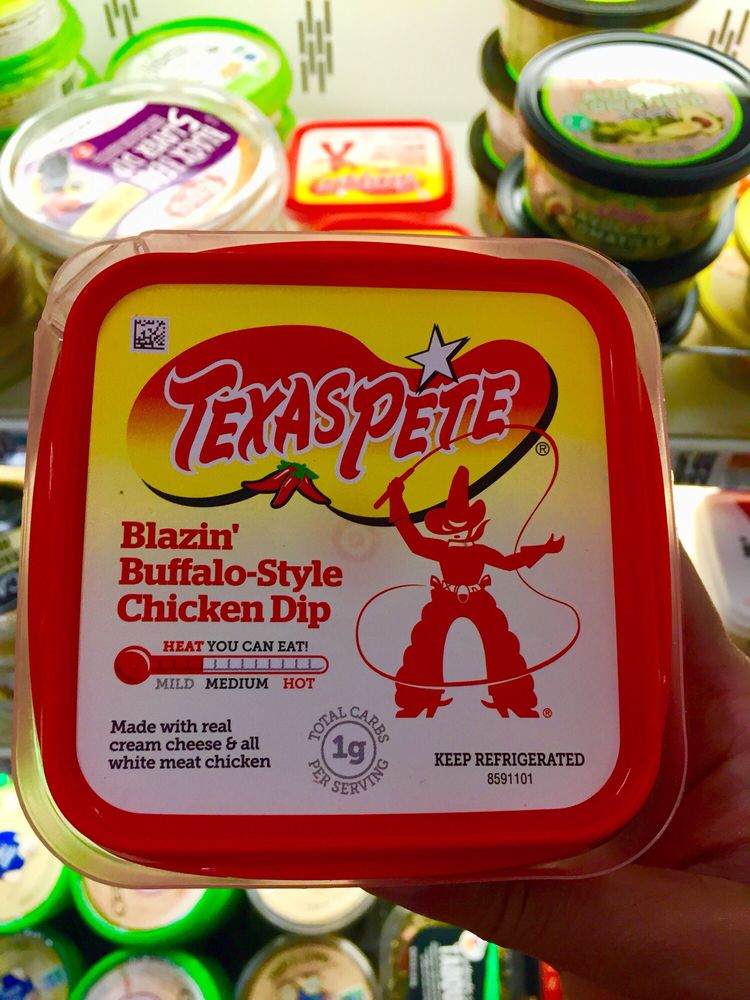 TEXAS PETE
®
Blazin'
Buffalo-Style
Chicken Dip
HEAT YOU CAN EAT!
MILD MEDIUM HOT
Made with real
cream cheese & all
white meat chicken
TOTAL CARBS
1g
PER SERVING
KEEP REFRIGERATED
8591101
®